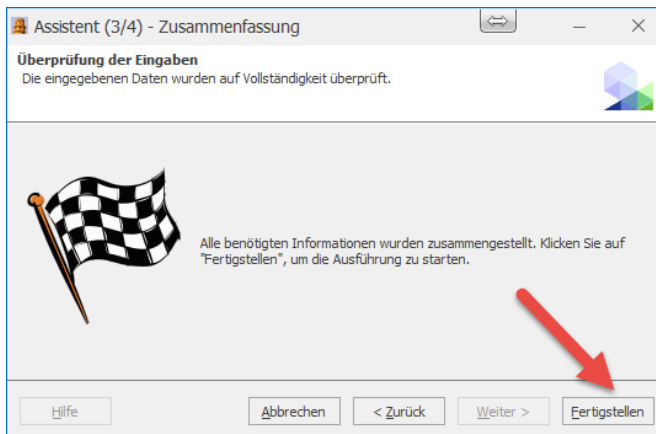 Assistent (3/4) - Zusammenfassung
Überprüfung der Eingaben
Die eingegebenen Daten wurden auf Vollständigkeit überprüft.
Alle benötigten Informationen wurden zusammengestellt. Klicken Sie auf
"Fertigstellen", um die Ausführung zu starten.
Hilfe
Abbrechen
< Zurück
Weiter >
Fertigstellen